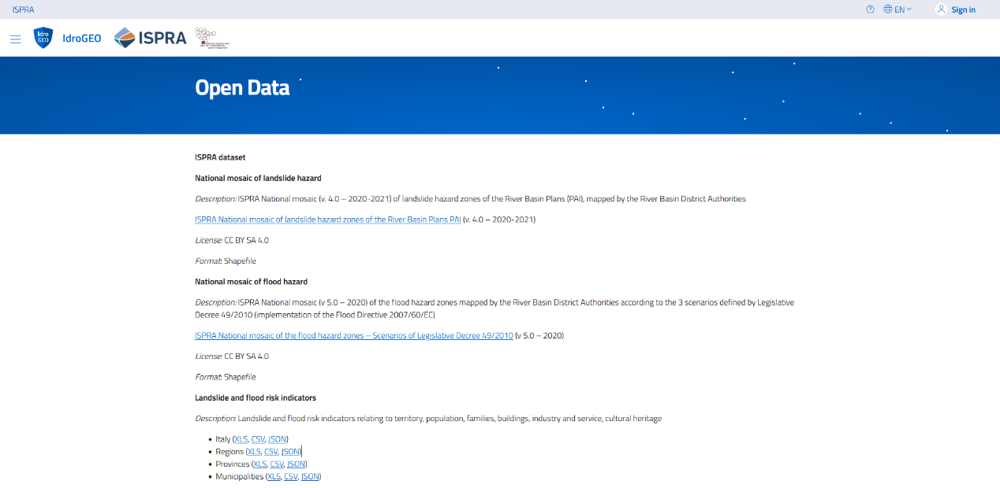 ISPRA
EN
Sign in
Idro
GEO
IdroGEO
ISPRA
Open Data
ISPRA dataset
National mosaic of landslide hazard
Description: ISPRA National mosaic (v. 4.0 – 2020-2021) of landslide hazard zones of the River Basin Plans (PAI), mapped by the River Basin District Authorities
ISPRA National mosaic of landslide hazard zones of the River Basin Plans PAI (v. 4.0 – 2020-2021)
License: CC BY SA 4.0
Format: Shapefile
National mosaic of flood hazard
Description: ISPRA National mosaic (v 5.0 – 2020) of the flood hazard zones mapped by the River Basin District Authorities according to the 3 scenarios defined by Legislative
Decree 49/2010 (implementation of the Flood Directive 2007/60/EC)
ISPRA National mosaic of the flood hazard zones – Scenarios of Legislative Decree 49/2010 (v 5.0 – 2020)
License: CC BY SA 4.0
Format: Shapefile
Landslide and flood risk indicators
Description: Landslide and flood risk indicators relating to territory, population, families, buildings, industry and service, cultural heritage
• Italy (XLS, CSV, JSON)
• Regions (XLS, CSV, JSON)
• Provinces (XLS, CSV, JSON)
• Municipalities (XLS, CSV, JSON)